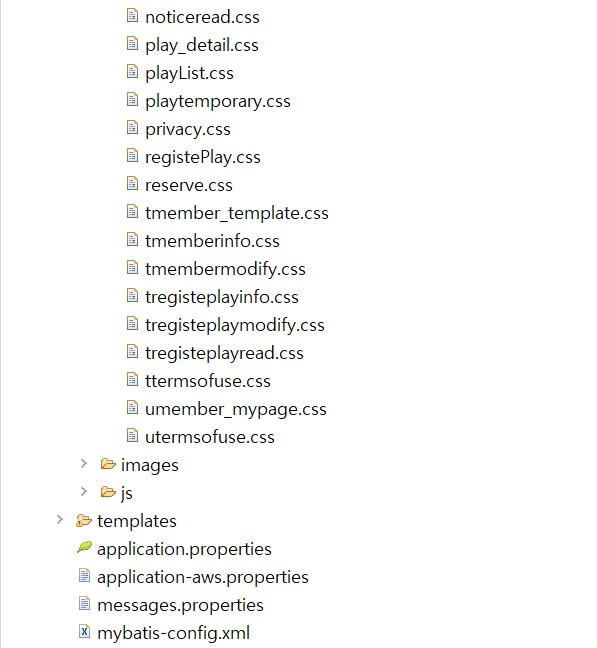 noticeread.css
play_detail.css
playList.css
playtemporary.css
privacy.css
registePlay.css
reserve.css
tmember_template.css
tmemberinfo.css
tmembermodify.css
tregisteplayinfo.css
tregisteplaymodify.css
tregisteplayread.css
ttermsofuse.css
umember_mypage.css
utermsofuse.css
images
js
templates
application.properties
application-aws.properties
messages.properties
mybatis-config.xml